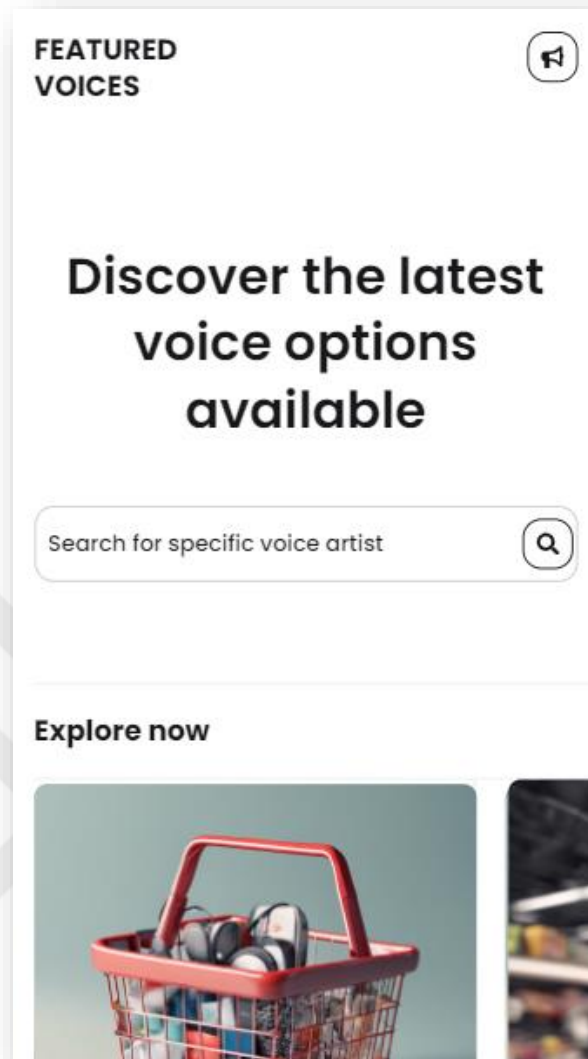 FEATURED
VOICES
Discover the latest
voice options
available
Search for specific voice artist
Explore now